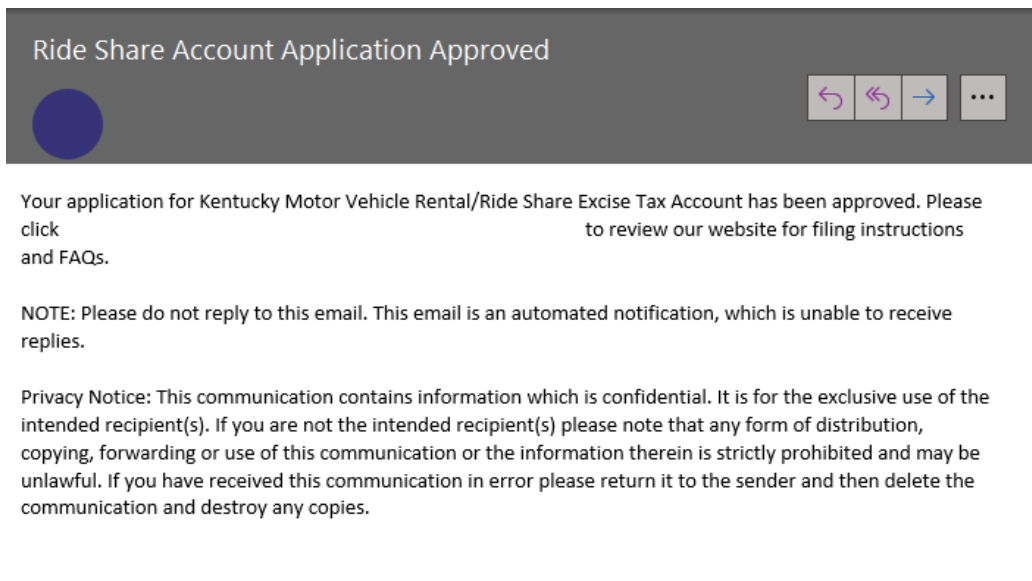 Ride Share Account Application Approved
Your application for Kentucky Motor Vehicle Rental/Ride Share Excise Tax Account has been approved. Please
click to review our website for filing instructions
and FAQs.
NOTE: Please do not reply to this email. This email is an automated notification, which is unable to receive
replies.
Privacy Notice: This communication contains information which is confidential. It is for the exclusive use of the
intended recipient(s). If you are not the intended recipient(s) please note that any form of distribution,
copying, forwarding or use of this communication or the information therein is strictly prohibited and may be
unlawful. If you have received this communication in error please return it to the sender and then delete the
communication and destroy any copies.